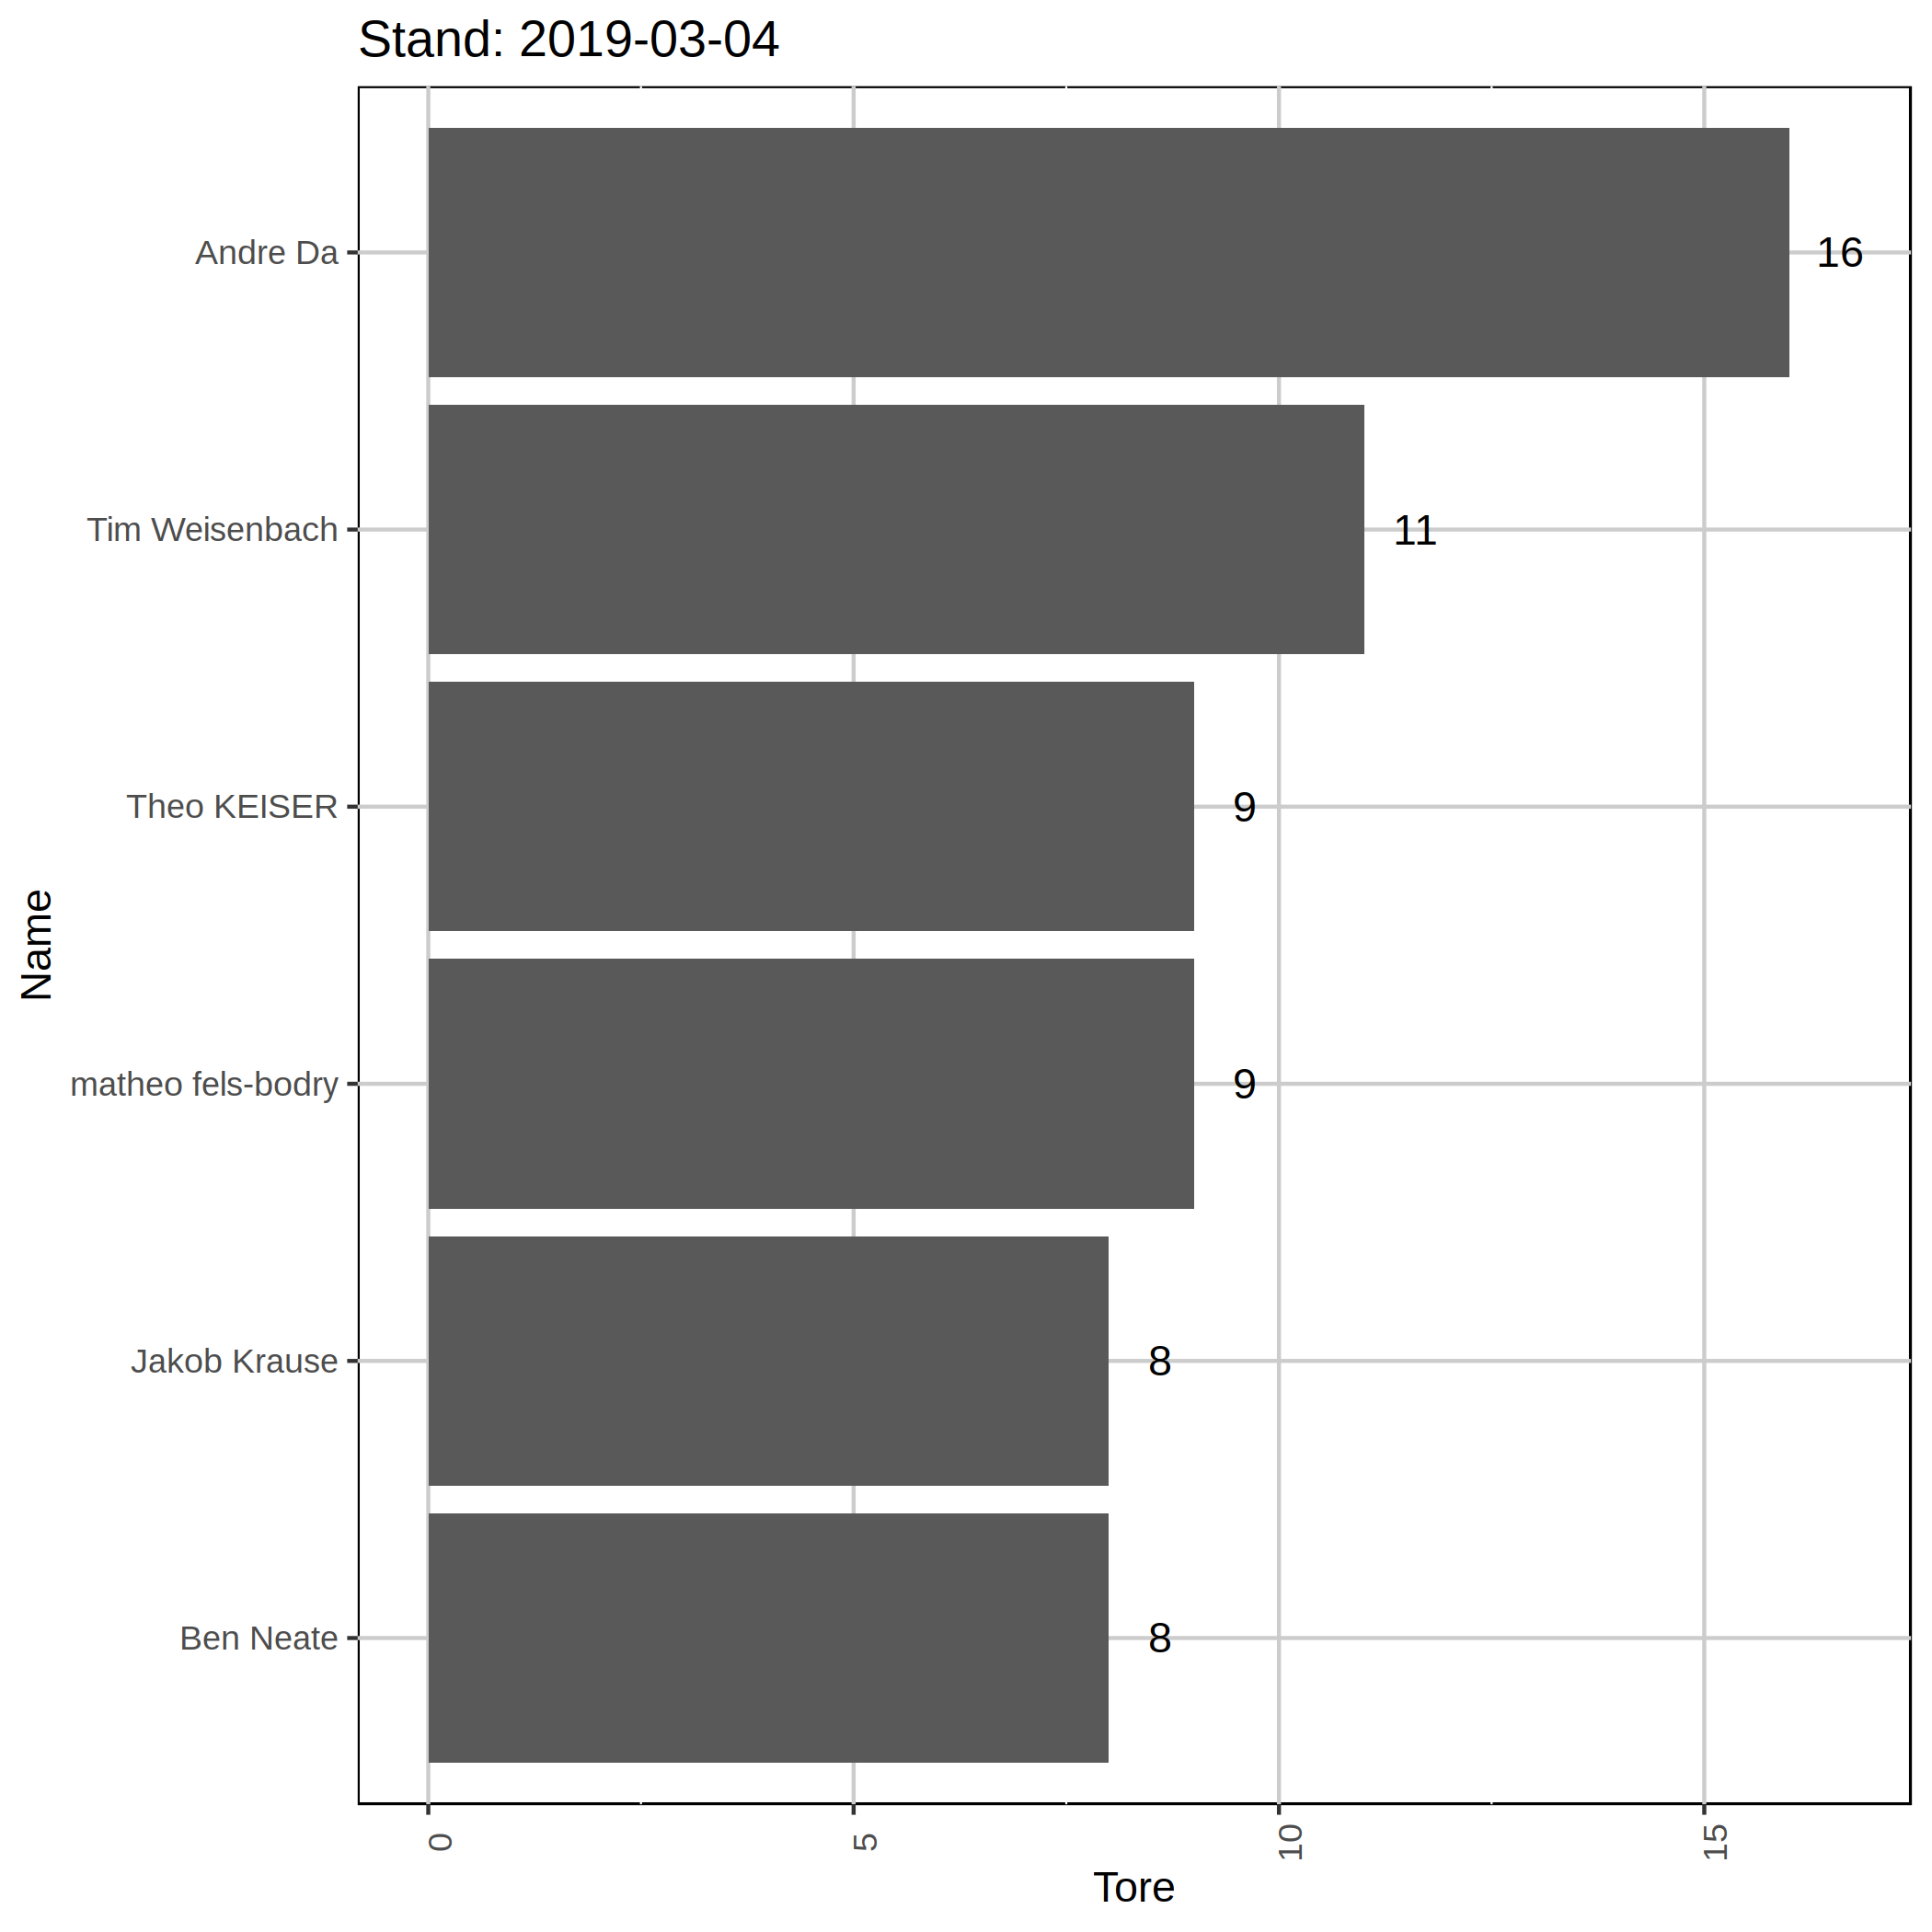 Stand: 2019-03-04
Name
Andre Da
16
Tim Weisenbach
11
Theo KEISER
9
matheo fels-bodry
9
Jakob Krause
8
Ben Neate
8
0
5
10
15
Tore